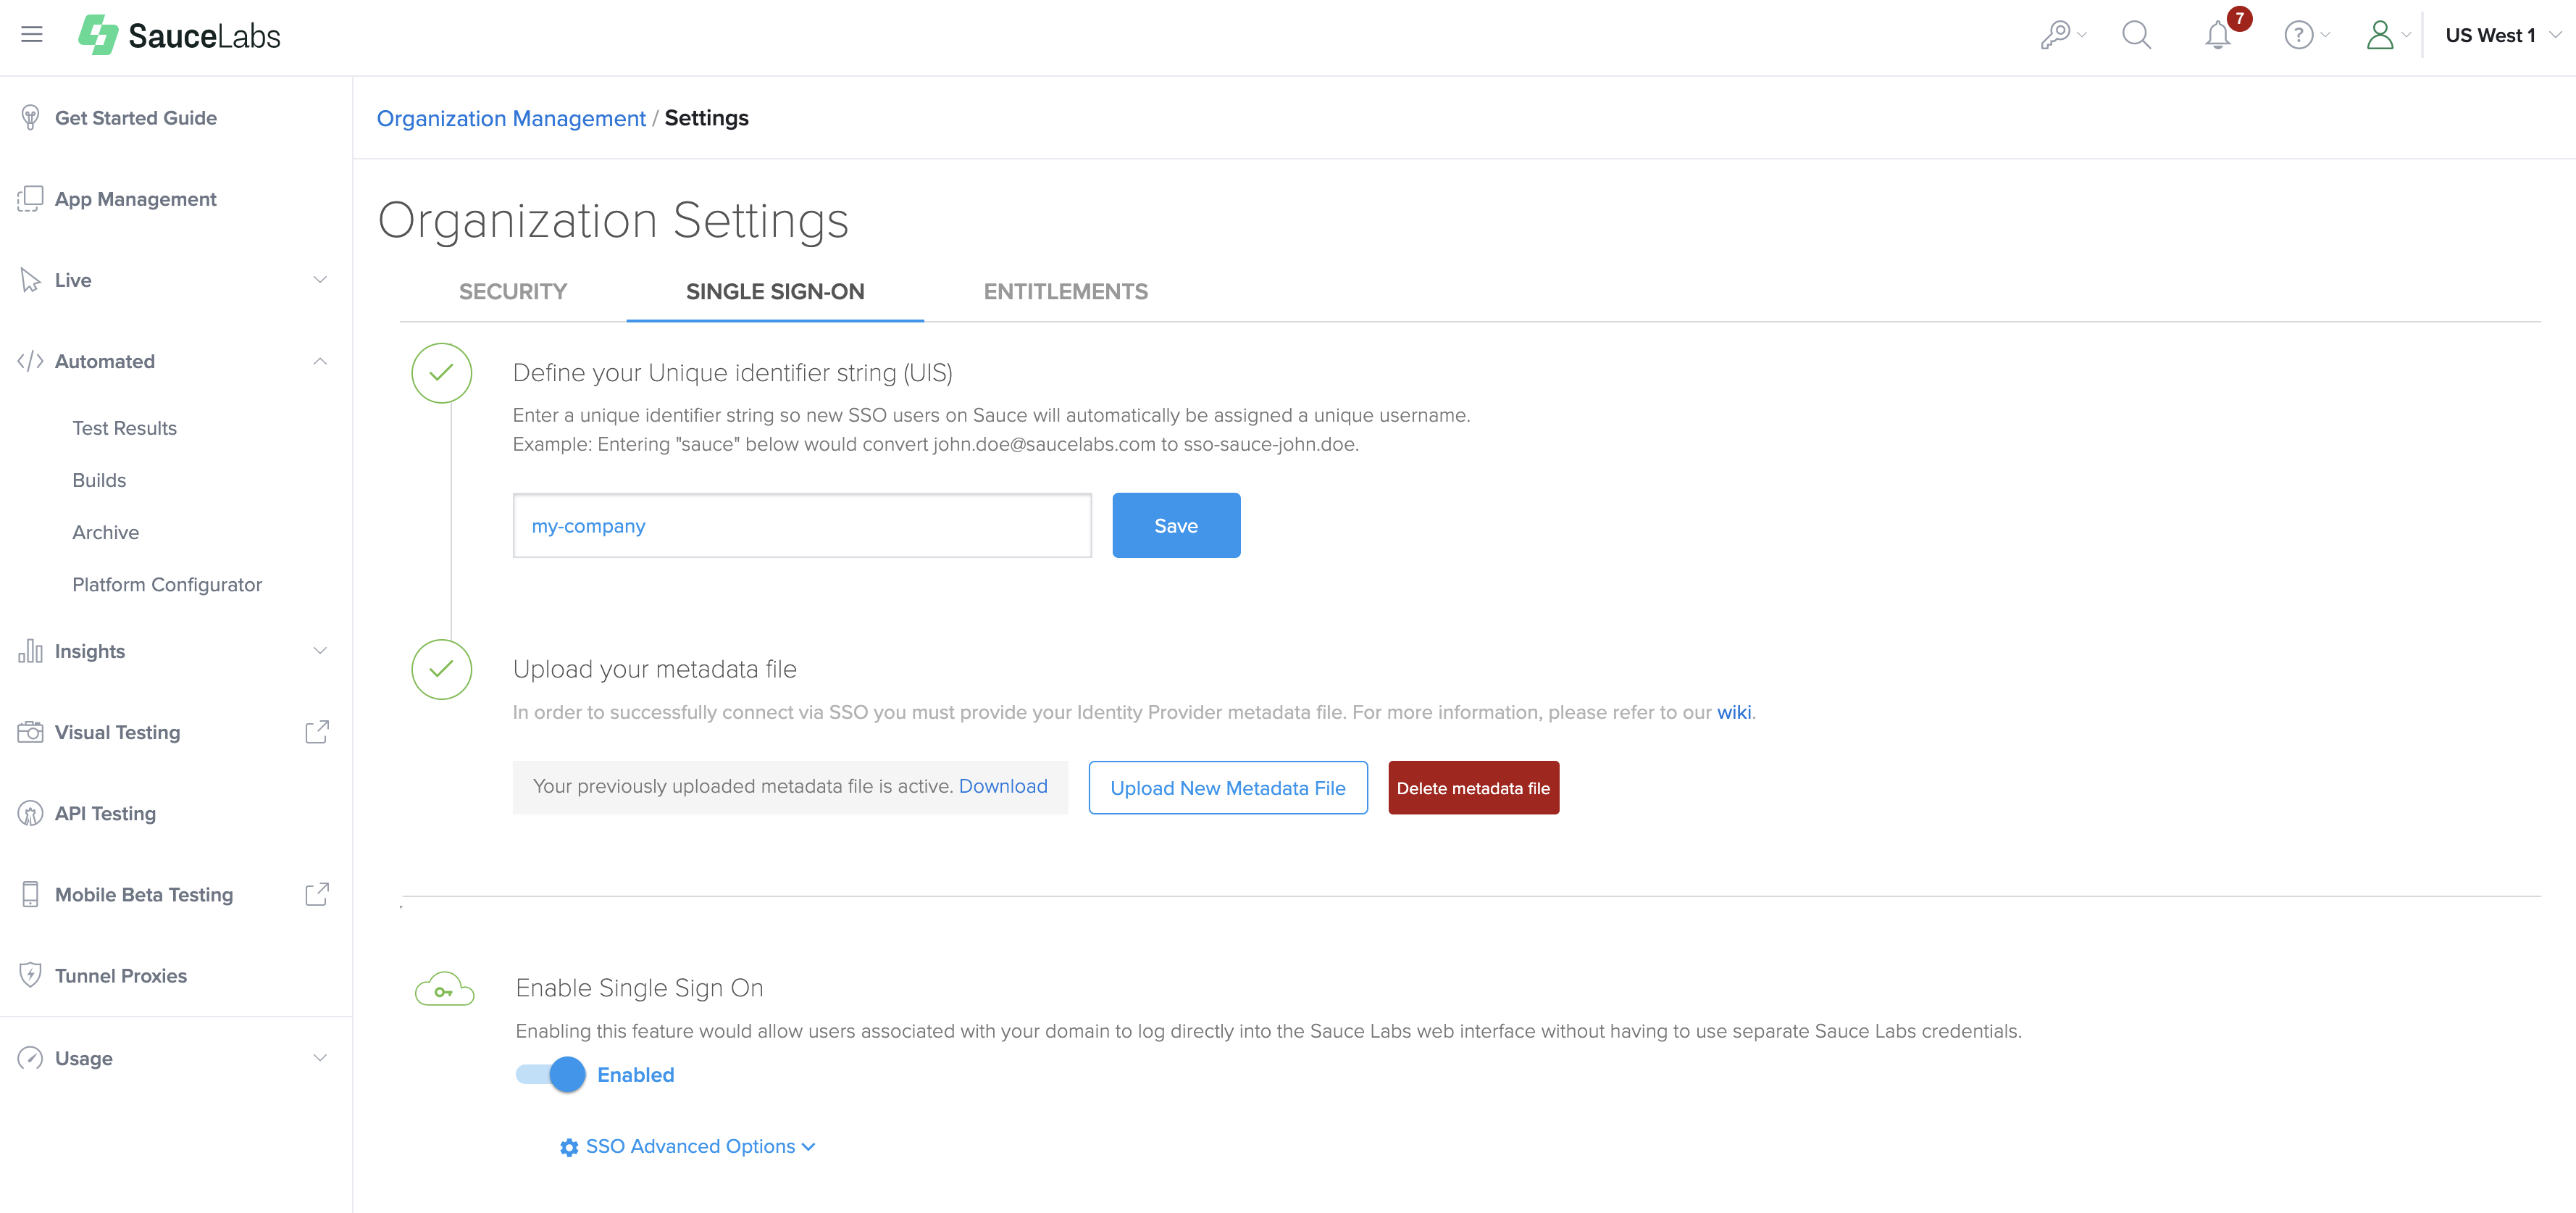 SauceLabs
7
?
US West 1
Get Started Guide
App Management
Live
Automated
Test Results
Builds
Archive
Platform Configurator
Insights
Visual Testing
API Testing
Mobile Beta Testing
Tunnel Proxies
Usage
Organization Management / Settings
Organization Settings
SECURITY SINGLE SIGN-ON ENTITLEMENTS
Define your Unique identifier string (UIS)
Enter a unique identifier string so new SSO users on Sauce will automatically be assigned a unique username.
Example: Entering "sauce" below would convert john.doe@saucelabs.com to sso-sauce-john.doe.
my-company Save
Upload your metadata file
In order to successfully connect via SSO you must provide your Identity Provider metadata file. For more information, please refer to our wiki.
Your previously uploaded metadata file is active. Download Upload New Metadata File Delete metadata file
Enable Single Sign On
Enabling this feature would allow users associated with your domain to log directly into the Sauce Labs web interface without having to use separate Sauce Labs credentials.
Enabled
SSO Advanced Options